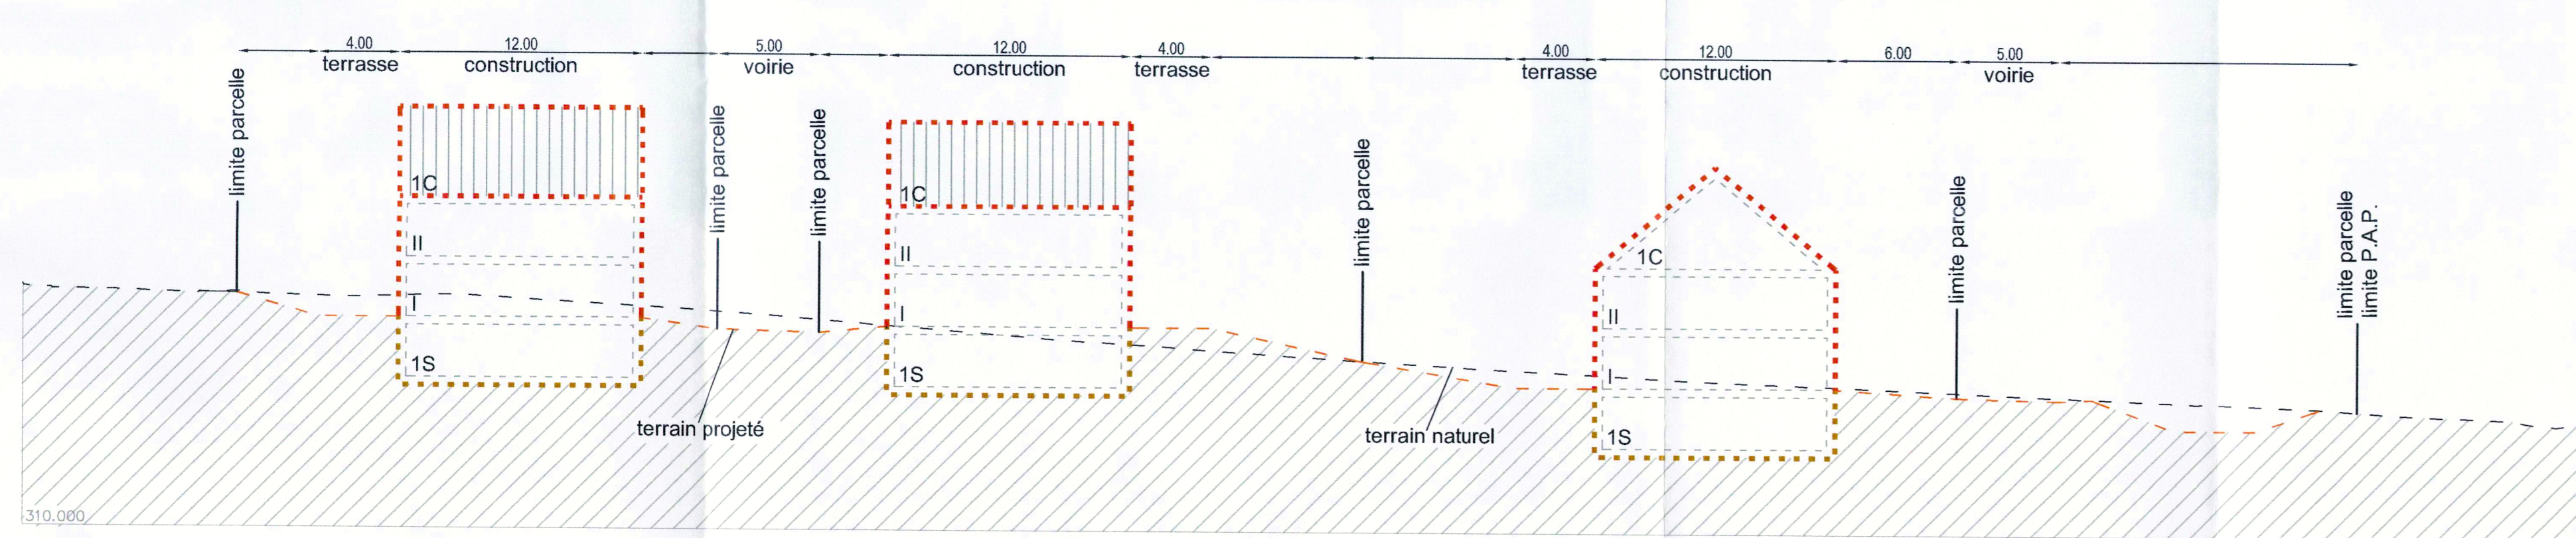 4.00
12.00
5.00
12.00
4.00
4.00
12.00
6.00
5.00
terrasse
construction
voirie
construction
terrasse
terrasse
construction
voirie
limite parcelle
limite parcelle
limite parcelle
limite parcelle
limite parcelle
limite parcelle
limite P.A.P.
1C
II
I
1S
1C
II
I
1S
1C
II
I
1S
terrain projeté
terrain naturel
310.000